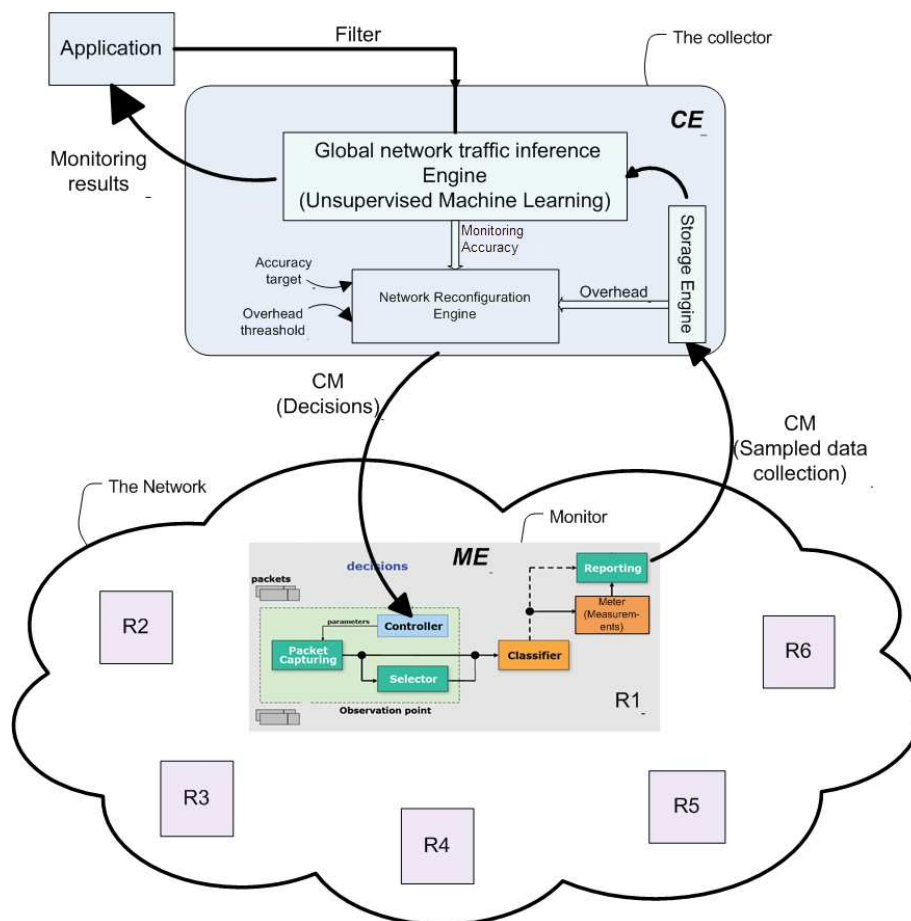 Application
Filter
The collector
CE
Monitoring
results
Global network traffic inference
Engine
(Unsupervised Machine Learning)
Storage Engine
Monitoring
Accuracy
Accuracy
target
Overhead
threashold
Network Reconfiguration
Engine
Overhead
CM
(Decisions)
CM
(Sampled data
collection)
The Network
Monitor
ME
decisions
packets
Reporting
Meter
(Measurem-
ents)
parameters
Controller
Packet
Capturing
Classifier
Selector
Observation point
R1
R2
R6
R3
R5
R4